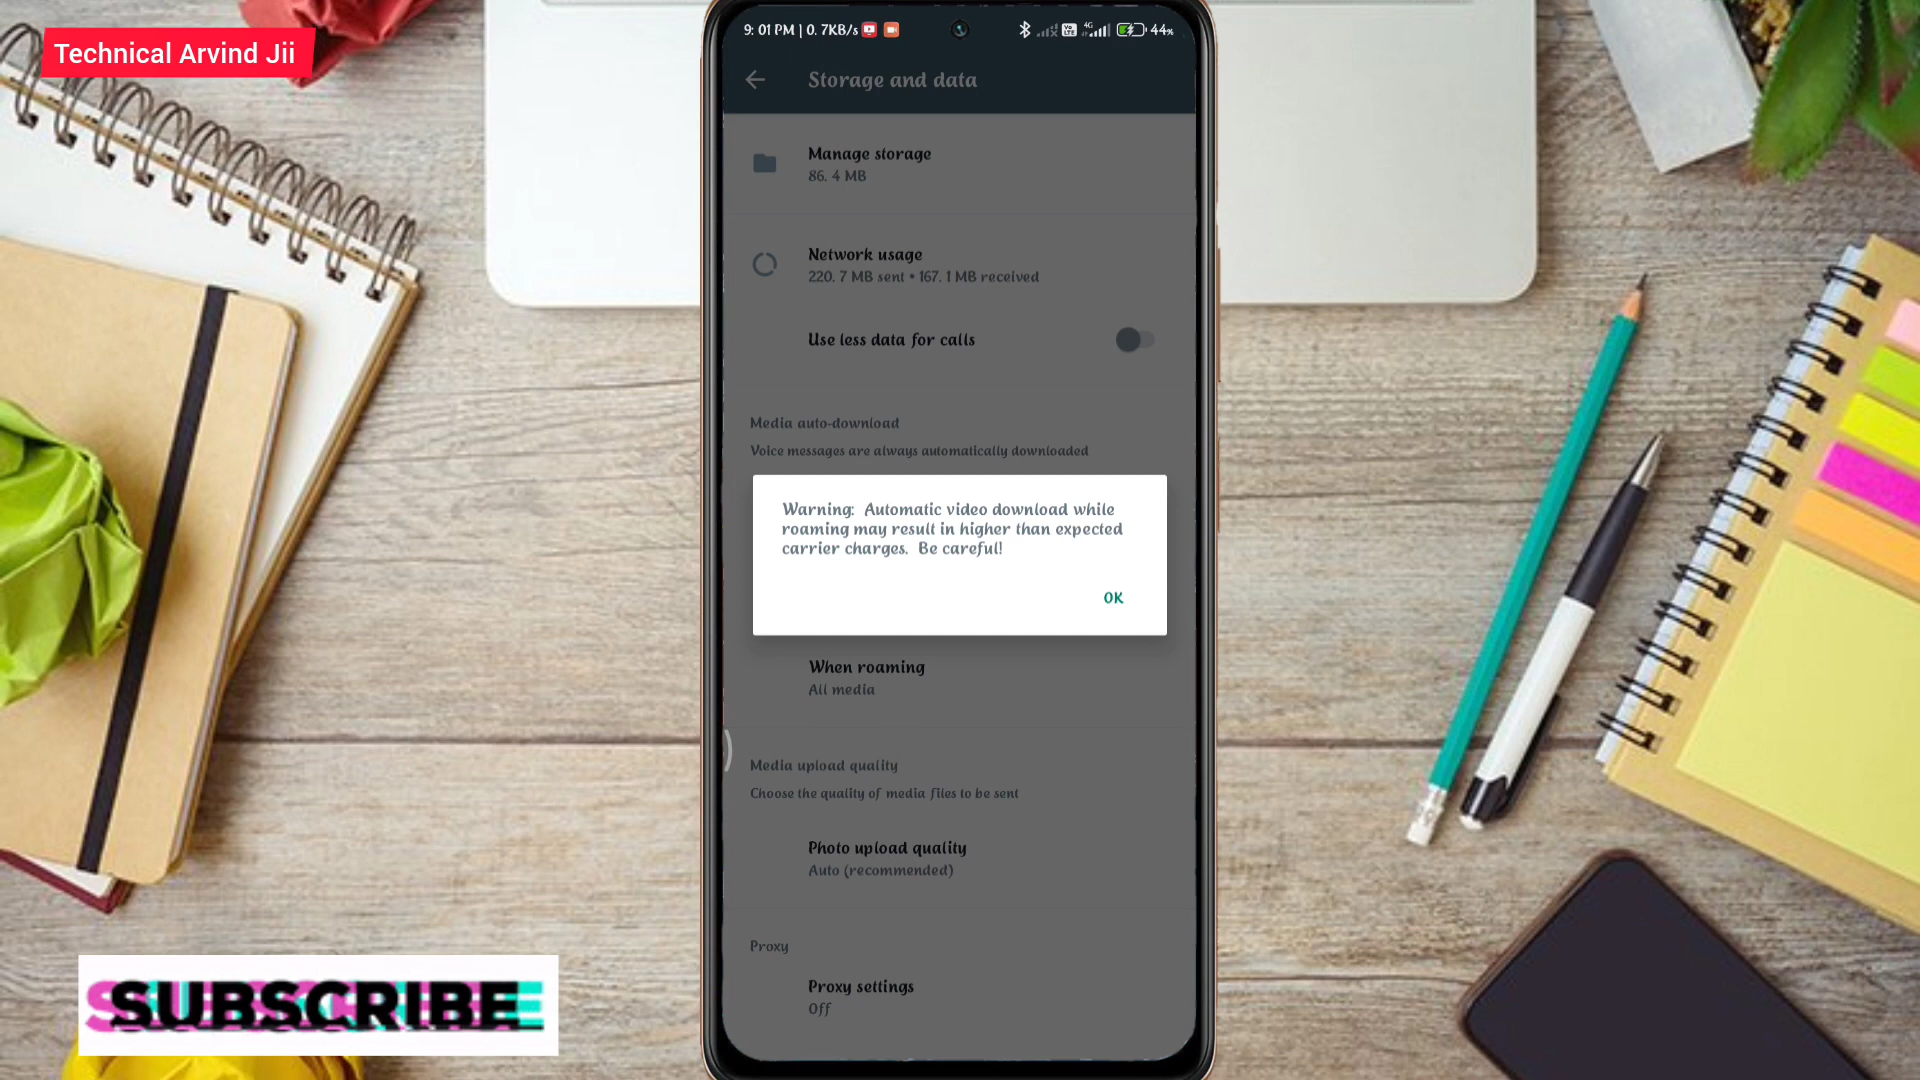 Technical Arvind Jii
9:01 PM | 0.7KB/s
Vo LTE
4G
44%
Storage and data
Manage storage
86.4 MB
Network usage
220.7 MB sent • 167.1 MB received
Use less data for calls
Media auto-download
Voice messages are always automatically downloaded
Warning: Automatic video download while
roaming may result in higher than expected
carrier charges. Be careful!
OK
When roaming
All media
Media upload quality
Choose the quality of media files to be sent
Photo upload quality
Auto (recommended)
Proxy
Proxy settings
Off
SUBSCRIBE